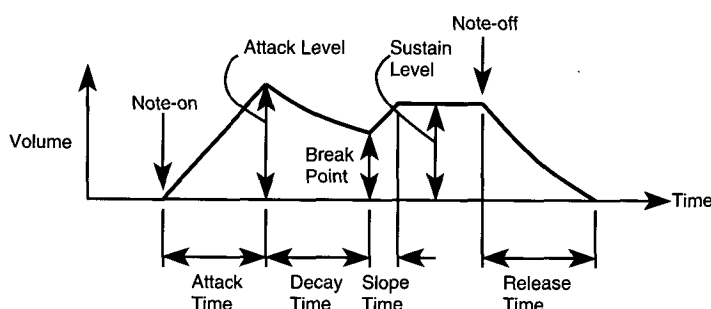 Note-off
Attack Level
Sustain
Level
Note-on
Volume
Break
Point
Time
Attack
Time
Decay
Time
Slope
Time
Release
Time